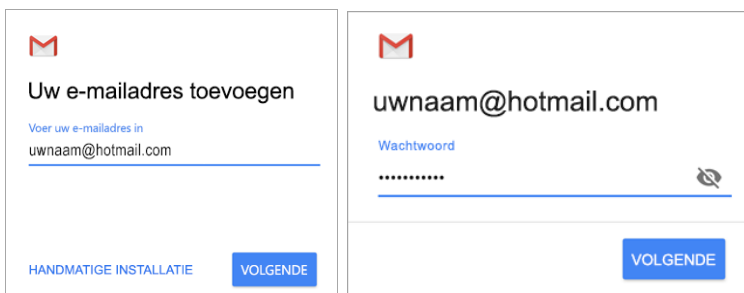 Uw e-mailadres toevoegen
Voer uw e-mailadres in
uwnaam@hotmail.com
HANDMATIGE INSTALLATIE
VOLGENDE
uwnaam@hotmail.com
Wachtwoord
•••••••••••
VOLGENDE